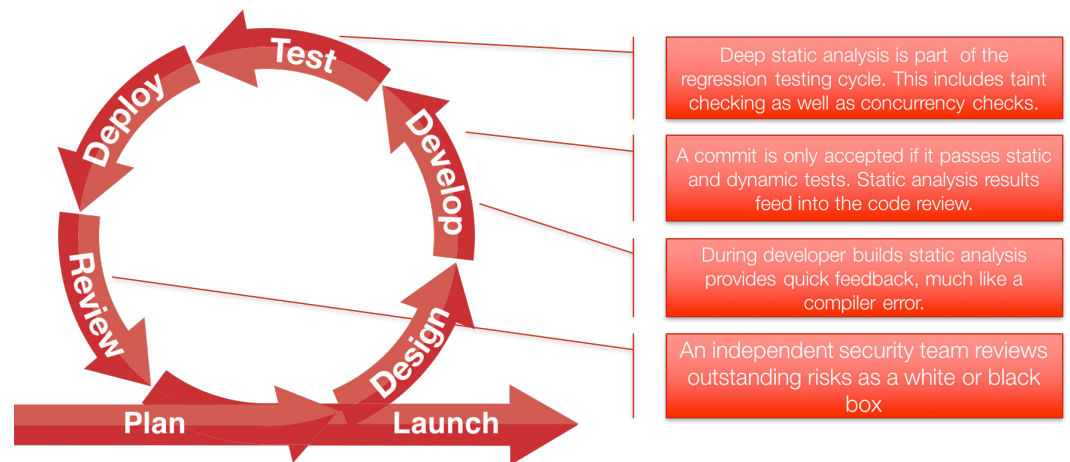 Test
Deploy
Develop
Review
Design
Plan
Launch
Deep static analysis is part of the
regression testing cycle. This includes taint
checking as well as concurrency checks.
A commit is only accepted if it passes static
and dynamic tests. Static analysis results
feed into the code review.
During developer builds static analysis
provides quick feedback, much like a
compiler error.
An independent security team reviews
outstanding risks as a white or black
box